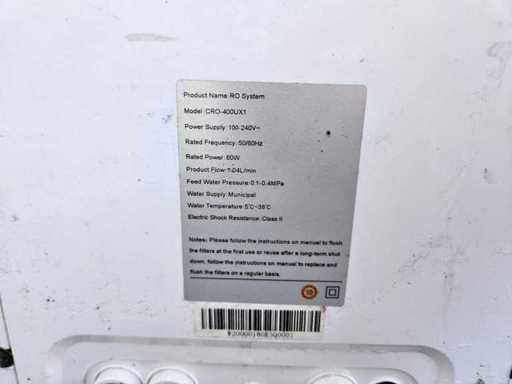 Product Name:RO System
Model:CRO-400UX1
Power Supply:100-240V~
Rated Frequency:50/60Hz
Rated Power:60W
Product Flow:1.04L/min
Feed Water Pressure:0.1-0.4MPa
Water Supply:Municipal
Water Temperature:5℃~38℃
Electric Shock Resistance:Class II
Notes: Please follow the instructions on manual to flush
the filters at the first use or reuse after a long-term shut
down, follow the instructions on manual to replace and
flush the filters on a regular basis.